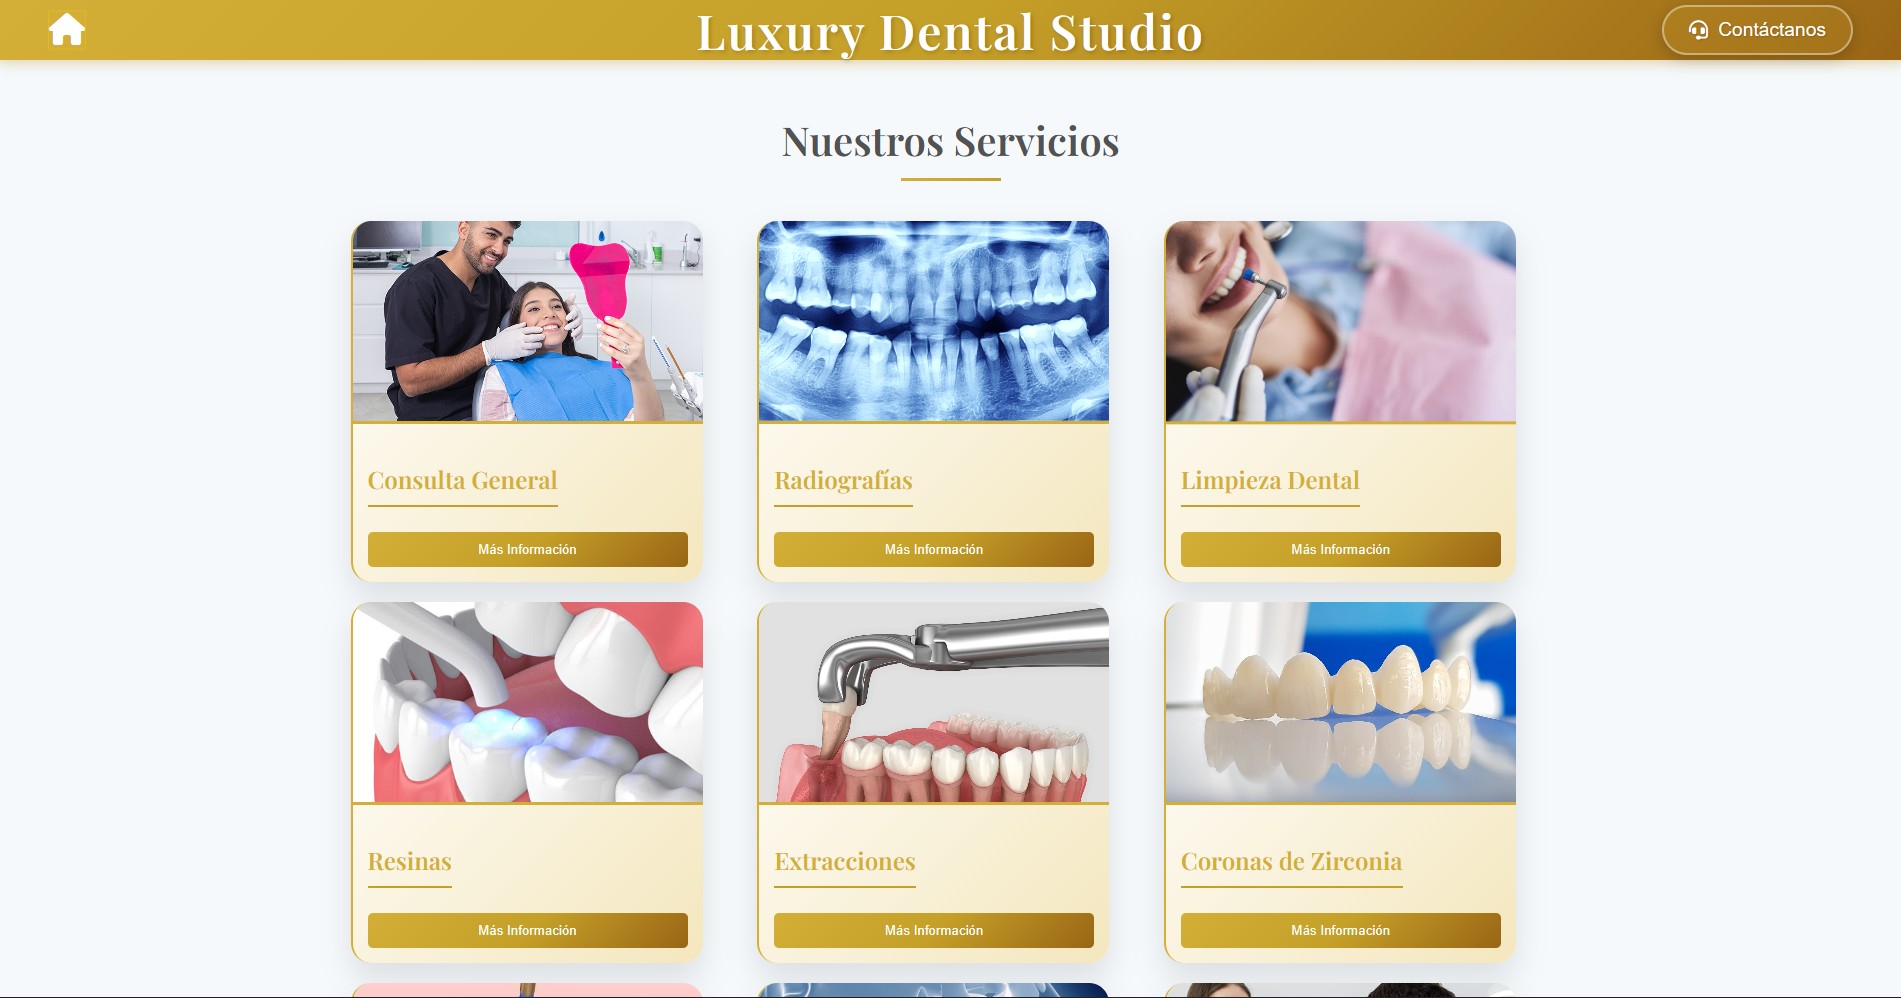 Luxury Dental Studio
Contáctanos
Nuestros Servicios
Consulta General
Más Información
Radiografías
Más Información
Limpieza Dental
Más Información
Resinas
Más Información
Extracciones
Más Información
Coronas de Zirconia
Más Información